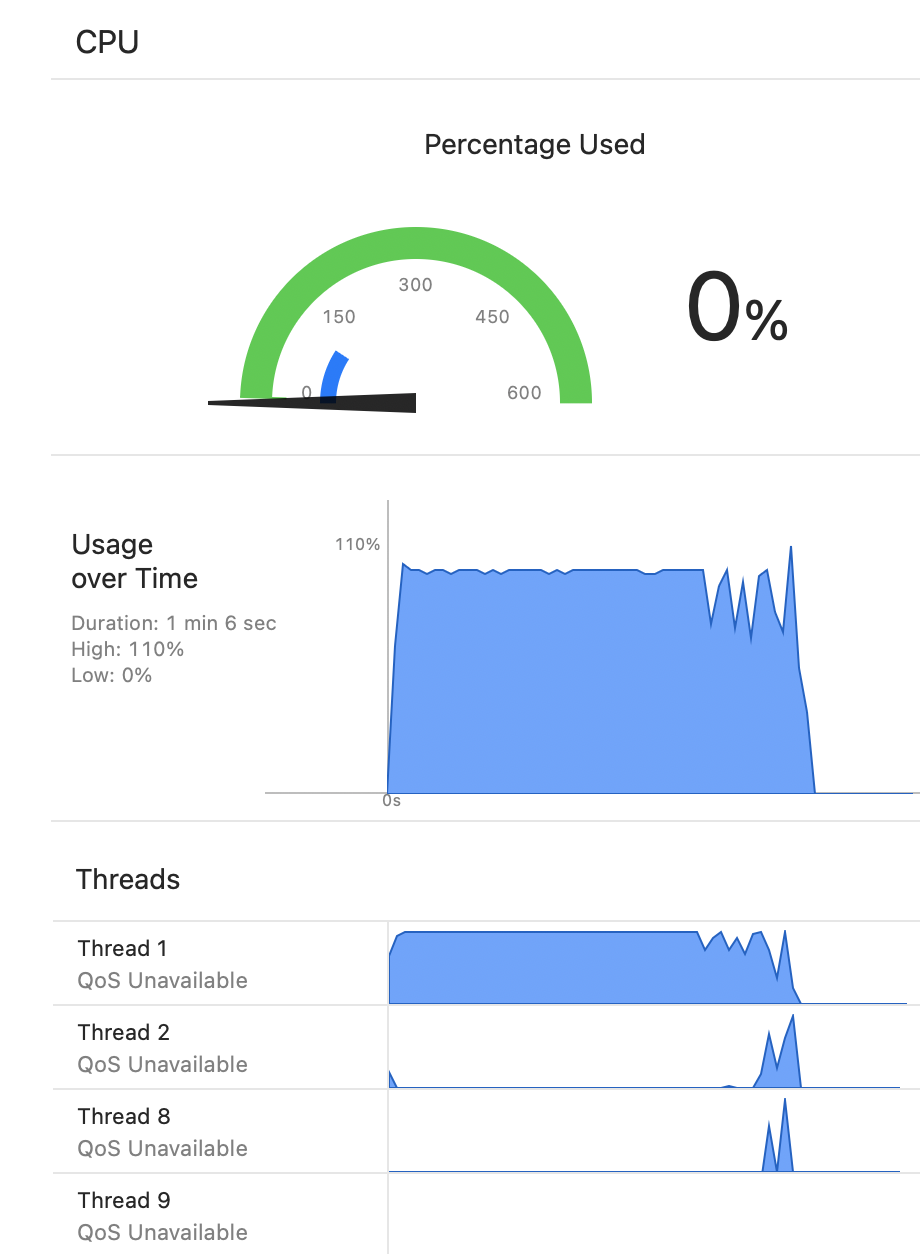 CPU
Percentage Used
300
150
450
0
600
0%
110%
Usage
over Time
Duration: 1 min 6 sec
High: 110%
Low: 0%
0s
Threads
Thread 1
QoS Unavailable
Thread 2
QoS Unavailable
Thread 8
QoS Unavailable
Thread 9
QoS Unavailable